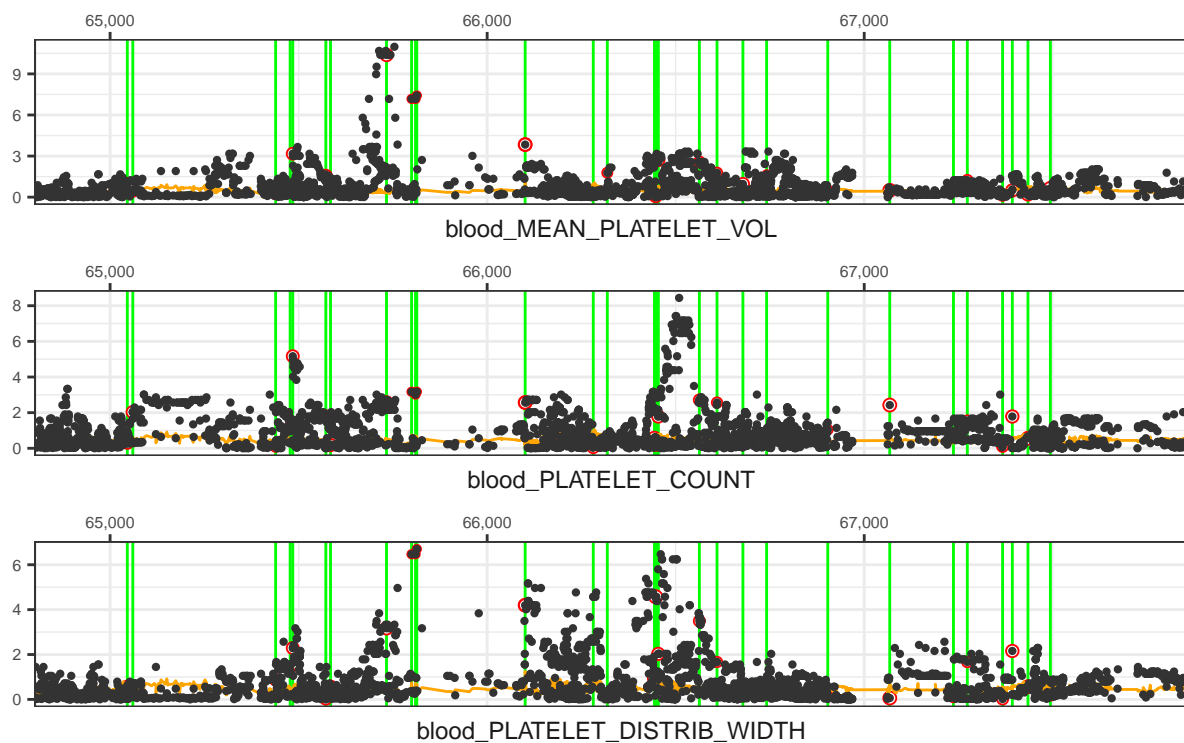 65,000 66,000 67,000
9
6
3
0
blood_MEAN_PLATELET_VOL
65,000 66,000 67,000
8
6
4
2
0
blood_PLATELET_COUNT
65,000 66,000 67,000
6
4
2
0
blood_PLATELET_DISTRIB_WIDTH